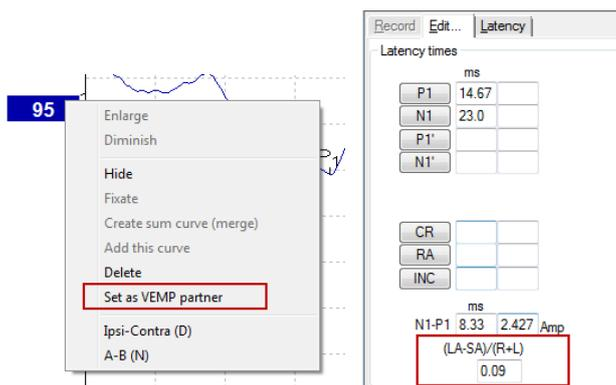 95
Enlarge
Diminish
Hide
Fixate
Create sum curve (merge)
Add this curve
Delete
Set as VEMP partner
Ipsi-Contra (D)
A-B (N)
P1
Record Edit... Latency
Latency times
ms
P1 14.67
N1 23.0
P1'
N1'
CR
RA
INC
ms
N1-P1 8.33 2.427 Amp
(LA-SA)/(R+L)
0.09